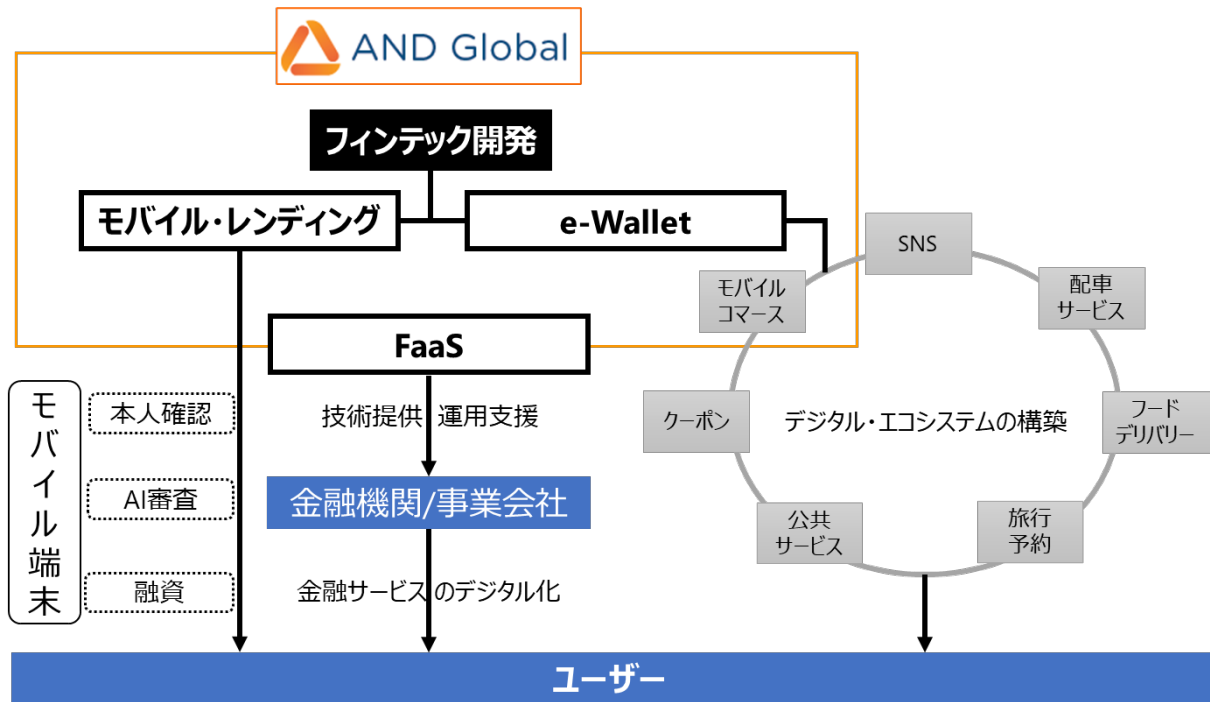 AND Global
フィンテック開発
モバイル・レンディング
e-Wallet
SNS
モバイル
コマース
配車
サービス
FaaS
モバイル端末
本人確認
技術提供 運用支援
クーポン
デジタル・エコシステムの構築
フード
デリバリー
AI審査
金融機関/事業会社
公共
サービス
旅行
予約
融資
金融サービスのデジタル化
ユーザー